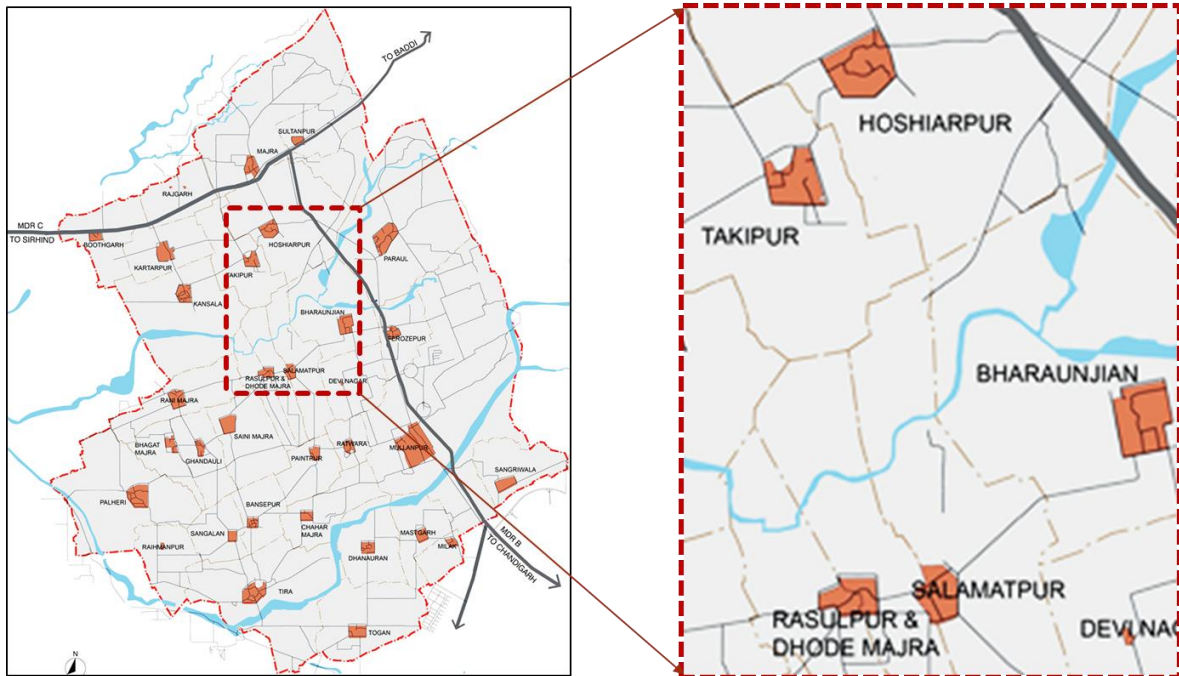 TO BADDI
SULTANPUR
MAJRA
RAJGARH
MDR C
TO SIRHIND
BOOTHGARH
HOSHIARPUR
KARTARPUR
TAKIPUR
PARAUL
KANSALA
BHARAUNJIAN
FEROZEPUR
SALAMATPUR
RASULPUR &
DHODE MAJRA
DEVI NAGAR
RANI MAJRA
SAINI MAJRA
BHAGAT
MAJRA
GHANDAULI
PAINTPUR
RATWARA
MULLANPUR
SANGRIWALA
PALHERI
BANSEPUR
SANGALAN
CHAHAR
MAJRA
MASTGARH
MILAK
MDR B
TO CHANDIGARH
RAIHMANPUR
DHANAURAN
TIRA
TOGAN
N
HOSHIARPUR
TAKIPUR
BHARAUNJIAN
SALAMATPUR
RASULPUR &
DHODE MAJRA
DEVI NAG